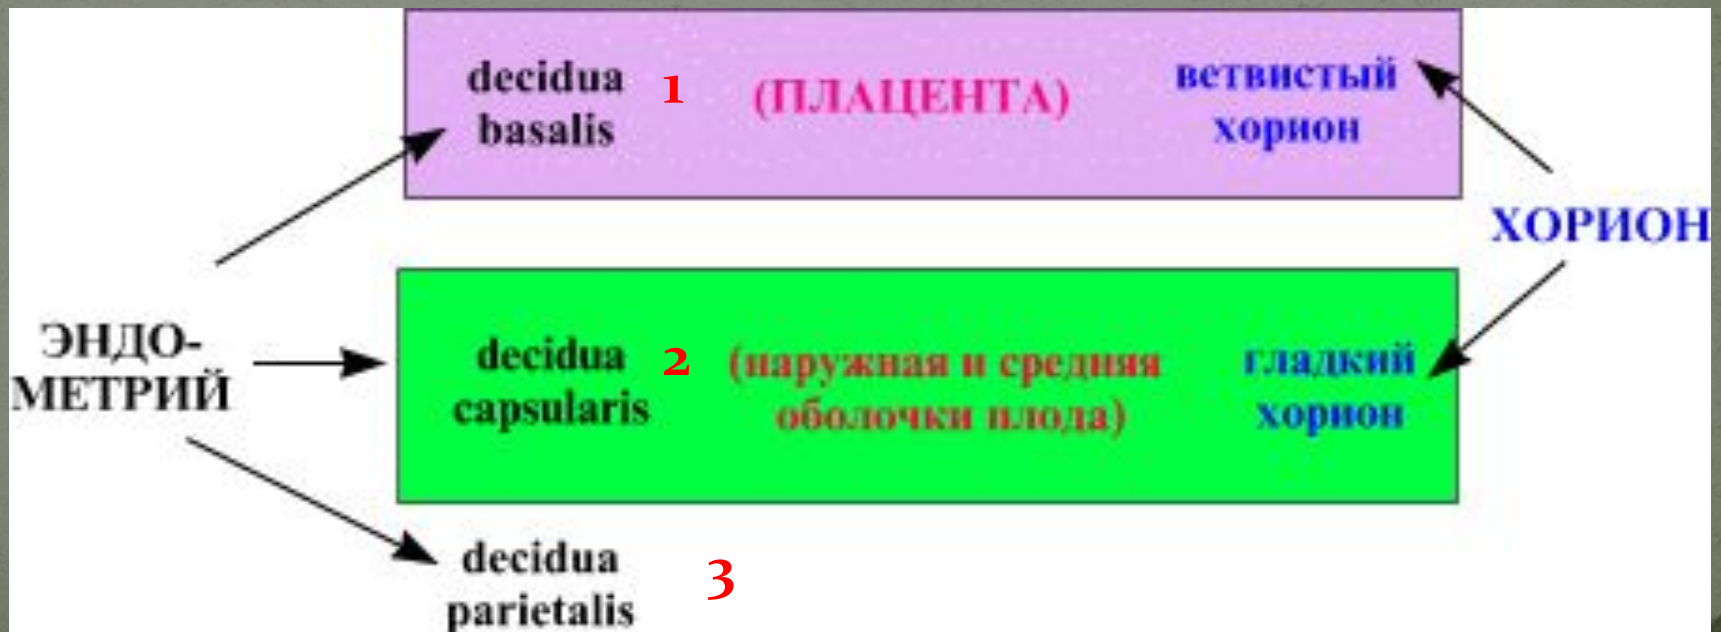 decidua 1 (ПЛАЦЕНТА) ветвистый
basalis хорион
ХОРИОН
ЭНДО-
МЕТРИЙ
decidua 2 (наружная и средняя гладкий
capsularis оболочки плода) хорион
decidua 3
parietalis